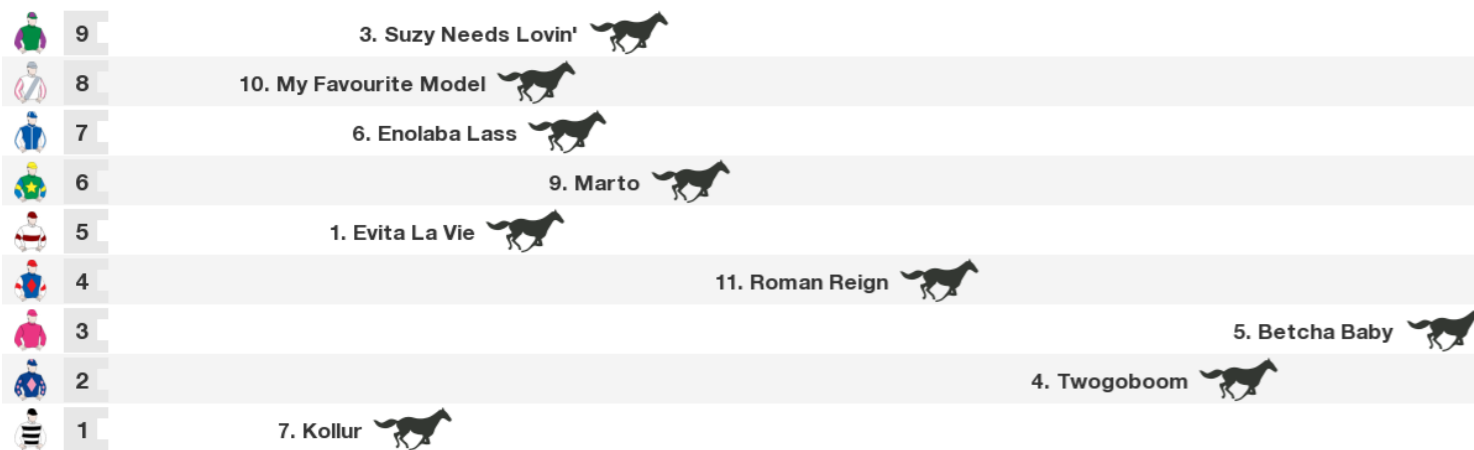 9 3. Suzy Needs Lovin'
8 10. My Favourite Model
7 6. Enolaba Lass
6 9. Marto
5 1. Evita La Vie
4 11. Roman Reign
3 5. Betcha Baby
2 4. Twogoboom
1 7. Kollur